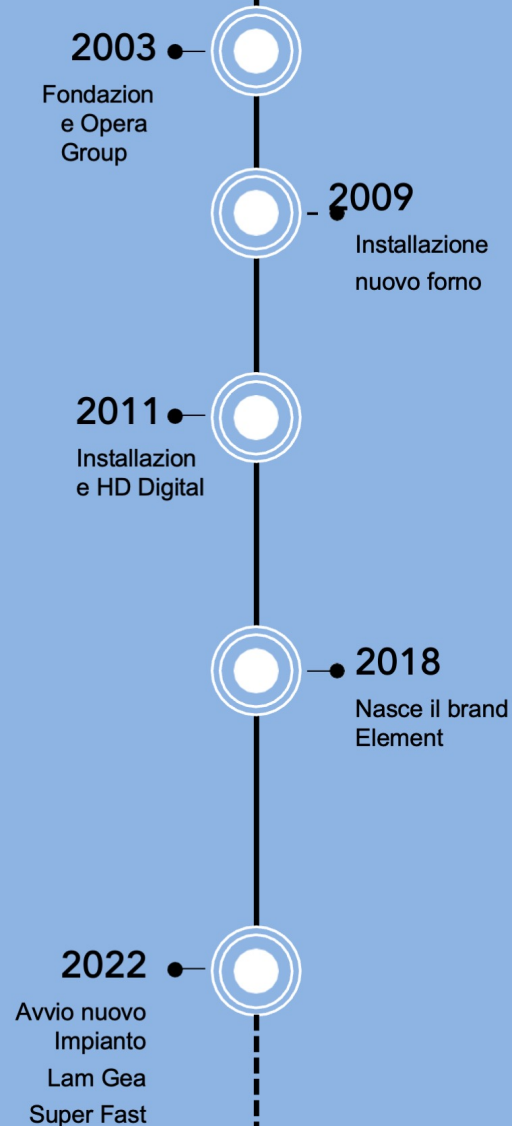 2003
Fondazion
e Opera
Group
2009
Installazione
nuovo forno
2011
Installazion
e HD Digital
2018
Nasce il brand
Element
2022
Avvio nuovo
Impianto
Lam Gea
Super Fast